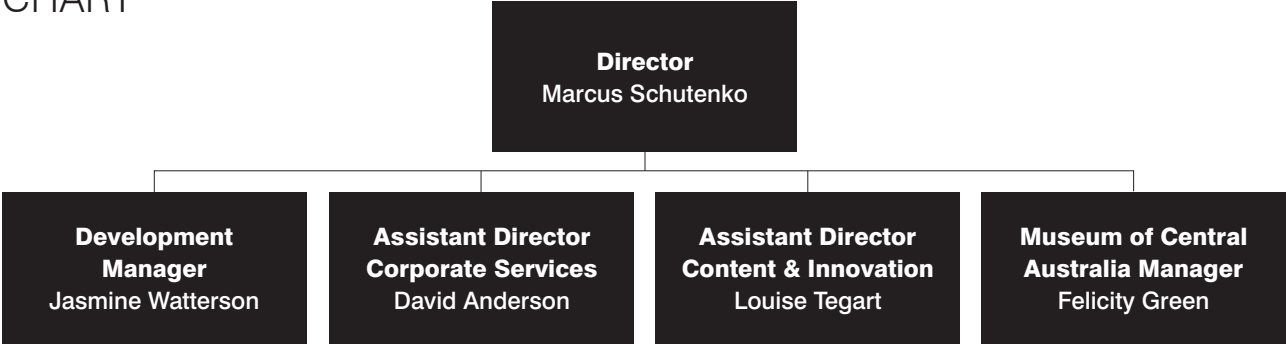 CHART
Director
Marcus Schutenko
Development
Manager
Jasmine Watterson
Assistant Director
Corporate Services
David Anderson
Assistant Director
Content & Innovation
Louise Tegart
Museum of Central
Australia Manager
Felicity Green